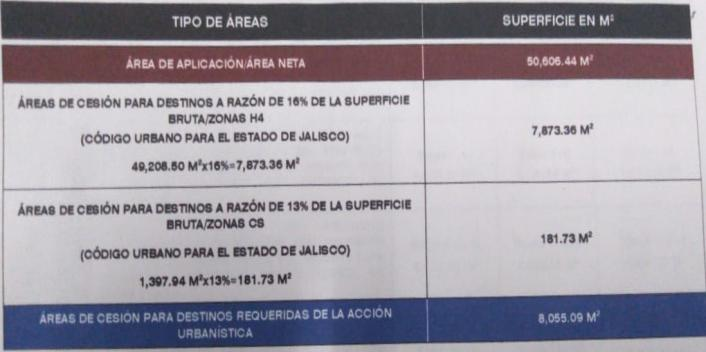 TIPO DE ÁREAS
SUPERFICIE EN M²
ÁREA DE APLICACIÓN/ÁREA NETA
50,606.44 M²
ÁREAS DE CESIÓN PARA DESTINOS A RAZÓN DE 16% DE LA SUPERFICIE
BRUTA/ZONAS H4
(CÓDIGO URBANO PARA EL ESTADO DE JALISCO)
49,208.50 M²x16%=7,873.36 M²
7,873.36 M²
ÁREAS DE CESIÓN PARA DESTINOS A RAZÓN DE 13% DE LA SUPERFICIE
BRUTA/ZONAS CS
(CÓDIGO URBANO PARA EL ESTADO DE JALISCO)
1,397.94 M²x13%=181.73 M²
181.73 M²
ÁREAS DE CESIÓN PARA DESTINOS REQUERIDAS DE LA ACCIÓN
URBANÍSTICA
8,055.09 M²